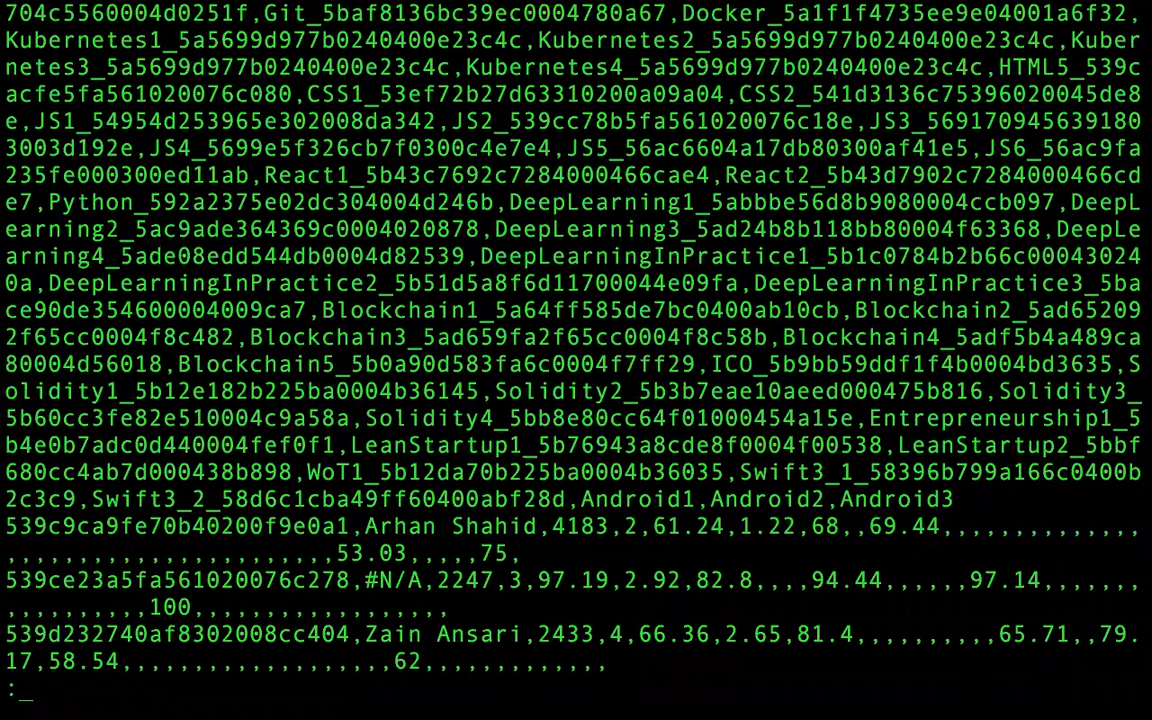 704c5560004d0251f,Git_5baf8136bc39ec0004780a67,Docker_5a1f1f4735ee9e04001a6f32,
Kubernetes1_5a5699d977b0240400e23c4c,Kubernetes2_5a5699d977b0240400e23c4c,Kuber
netes3_5a5699d977b0240400e23c4c,Kubernetes4_5a5699d977b0240400e23c4c,HTML5_539c
acfe5fa561020076c080,CSS1_53ef72b27d63310200a09a04,CSS2_541d3136c75396020045de8
e,JS1_54954d253965e302008da342,JS2_539cc78b5fa561020076c18e,JS3_569170945639180
3003d192e,JS4_5699e5f326cb7f0300c4e7e4,JS5_56ac6604a17db80300af41e5,JS6_56ac9fa
235fe000300ed11ab,React1_5b43c7692c7284000466cae4,React2_5b43d7902c7284000466cd
e7,Python_592a2375e02dc304004d246b,DeepLearning1_5abbbe56d8b9080004ccb097,DeepL
earning2_5ac9ade364369c0004020878,DeepLearning3_5ad24b8b118bb80004f63368,DeepLe
arning4_5ade08edd544db0004d82539,DeepLearningInPractice1_5b1c0784b2b66c00043024
0a,DeepLearningInPractice2_5b51d5a8f6d11700044e09fa,DeepLearningInPractice3_5ba
ce90de354600004009ca7,Blockchain1_5a64ff585de7bc0400ab10cb,Blockchain2_5ad65209
2f65cc0004f8c482,Blockchain3_5ad659fa2f65cc0004f8c58b,Blockchain4_5adf5b4a489ca
80004d56018,Blockchain5_5b0a90d583fa6c0004f7ff29,ICO_5b9bb59ddf1f4b0004bd3635,S
olidity1_5b12e182b225ba0004b36145,Solidity2_5b3b7eae10aeed000475b816,Solidity3_
5b60cc3fe82e510004c9a58a,Solidity4_5bb8e80cc64f01000454a15e,Entrepreneurship1_5
b4e0b7adc0d440004fef0f1,LeanStartup1_5b76943a8cde8f0004f00538,LeanStartup2_5bbf
680cc4ab7d000438b898,WoT1_5b12da70b225ba0004b36035,Swift3_1_58396b799a166c0400b
2c3c9,Swift3_2_58d6c1cba49ff60400abf28d,Android1,Android2,Android3
539c9ca9fe70b40200f9e0a1,Arhan Shahid,4183,2,61.24,1.22,68,,69.44,,,,,,,,,,,,,,
,,,,,,,,,,,,,,,,,,,,,,,53.03,,,,,75,
539ce23a5fa561020076c278,#N/A,2247,3,97.19,2.92,82.8,,,,94.44,,,,,,97.14,,,,,,,
,,,,,,,,,,100,,,,,,,,,,,,,,,,,,
539d232740af8302008cc404,Zain Ansari,2433,4,66.36,2.65,81.4,,,,,,,,,,65.71,,79.
17,58.54,,,,,,,,,,,,,,,,,,,62,,,,,,,,,,,,,
:_